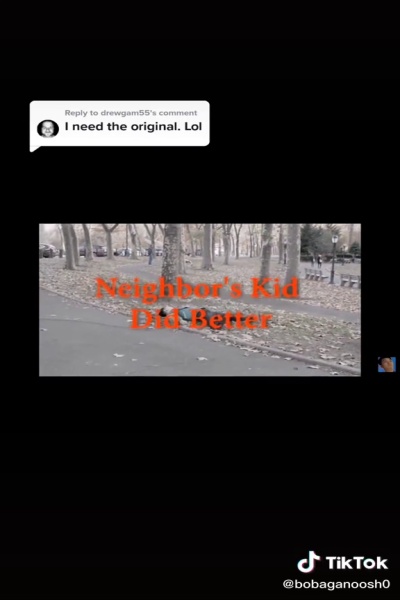 Reply to drewgam55's comment
I need the original. Lol
Neighbor's Kid
Did Better
TikTok
@bobaganoosh0